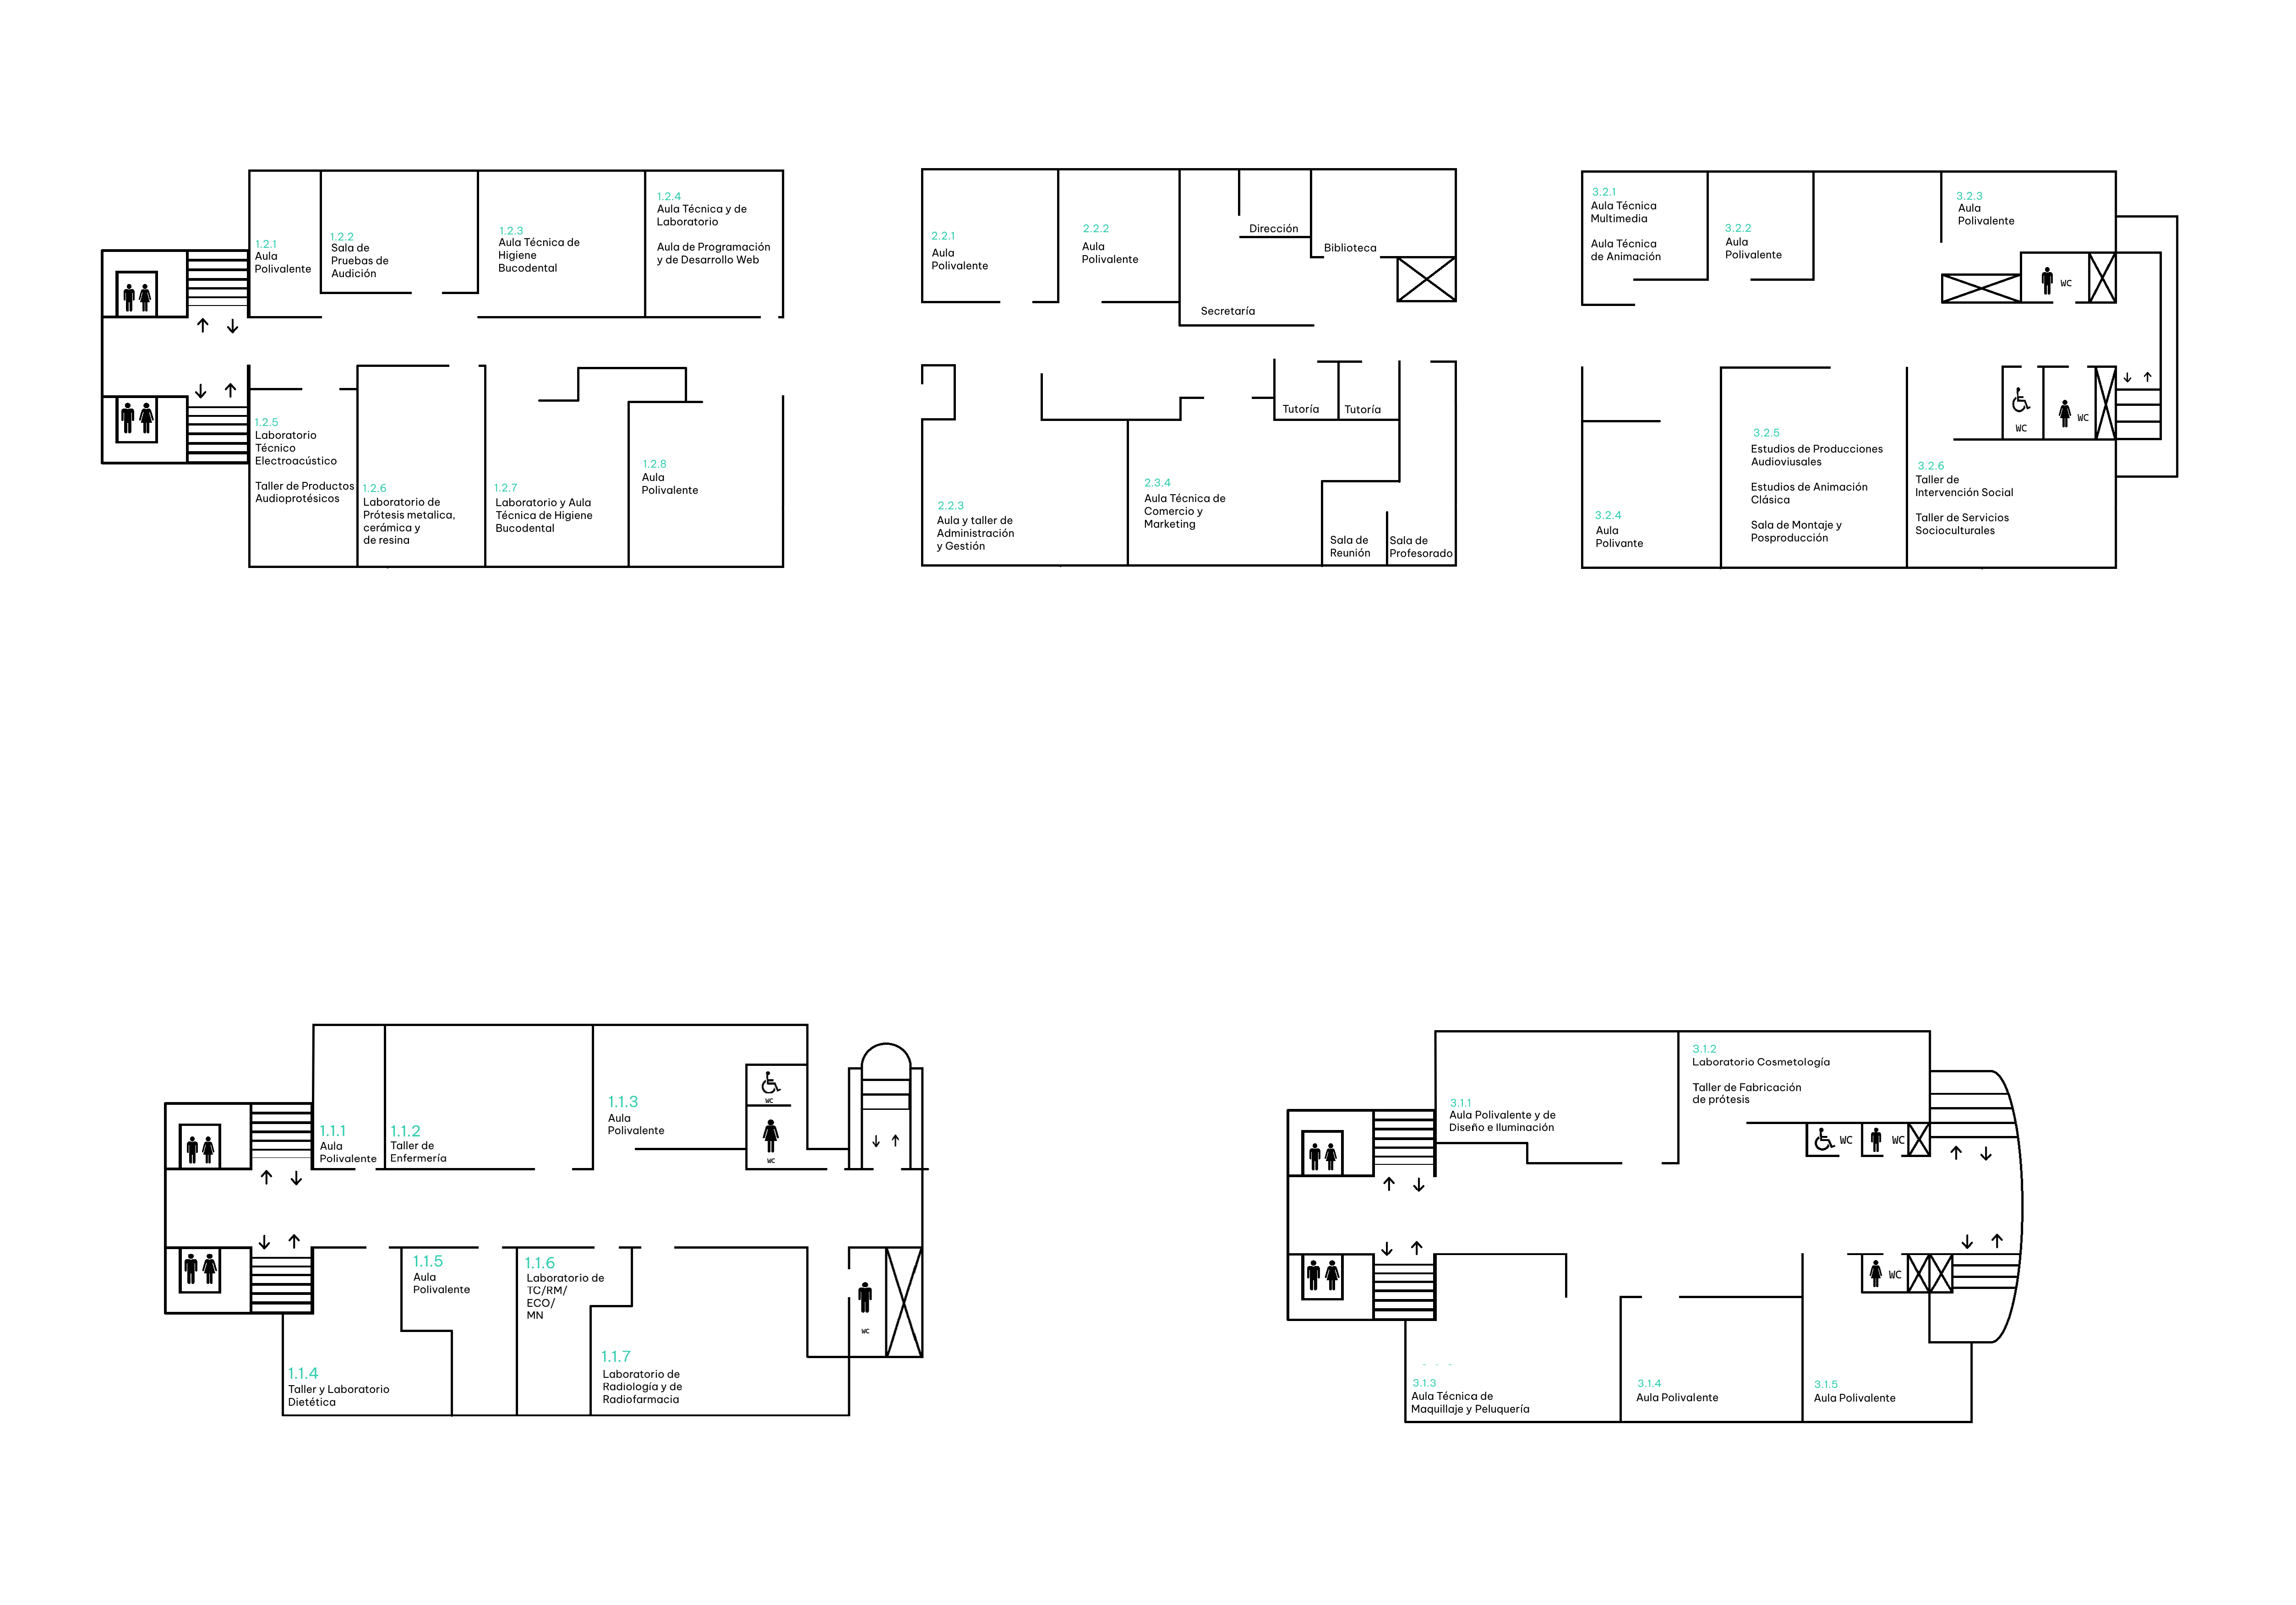 1.2.1
Aula
Polivalente
1.2.2
Sala de
Pruebas de
Audición
1.2.3
Aula Técnica de
Higiene
Bucodental
1.2.4
Aula Técnica y de
Laboratorio
Aula de Programación
y de Desarrollo Web
1.2.5
Laboratorio
Técnico
Electroacústico
Taller de Productos
Audioprotésicos
1.2.6
Laboratorio de
Prótesis metalica,
cerámica y
de resina
1.2.7
Laboratorio y Aula
Técnica de Higiene
Bucodental
1.2.8
Aula
Polivalente
2.2.1
Aula
Polivalente
2.2.2
Aula
Polivalente
Dirección
Biblioteca
Secretaría
Tutoría
Tutoría
2.2.3
Aula y taller de
Administración
y Gestión
2.3.4
Aula Técnica de
Comercio y
Marketing
Sala de
Reunión
Sala de
Profesorado
3.2.1
Aula Técnica
Multimedia
Aula Técnica
de Animación
3.2.2
Aula
Polivalente
3.2.3
Aula
Polivalente
WC
WC
WC
3.2.4
Aula
Polivante
3.2.5
Estudios de Producciones
Audioviusales
Estudios de Animación
Clásica
Sala de Montaje y
Posproducción
3.2.6
Taller de
Intervención Social
Taller de Servicios
Socioculturales
1.1.1
Aula
Polivalente
1.1.2
Taller de
Enfermería
1.1.3
Aula
Polivalente
WC
WC
1.1.4
Taller y Laboratorio
Dietética
1.1.5
Aula
Polivalente
1.1.6
Laboratorio de
TC/RM/
ECO/
MN
1.1.7
Laboratorio de
Radiología y de
Radiofarmacia
WC
3.1.1
Aula Polivalente y de
Diseño e Iluminación
3.1.2
Laboratorio Cosmetología
Taller de Fabricación
de prótesis
WC
WC
WC
3.1.3
Aula Técnica de
Maquillaje y Peluquería
3.1.4
Aula Polivalente
3.1.5
Aula Polivalente